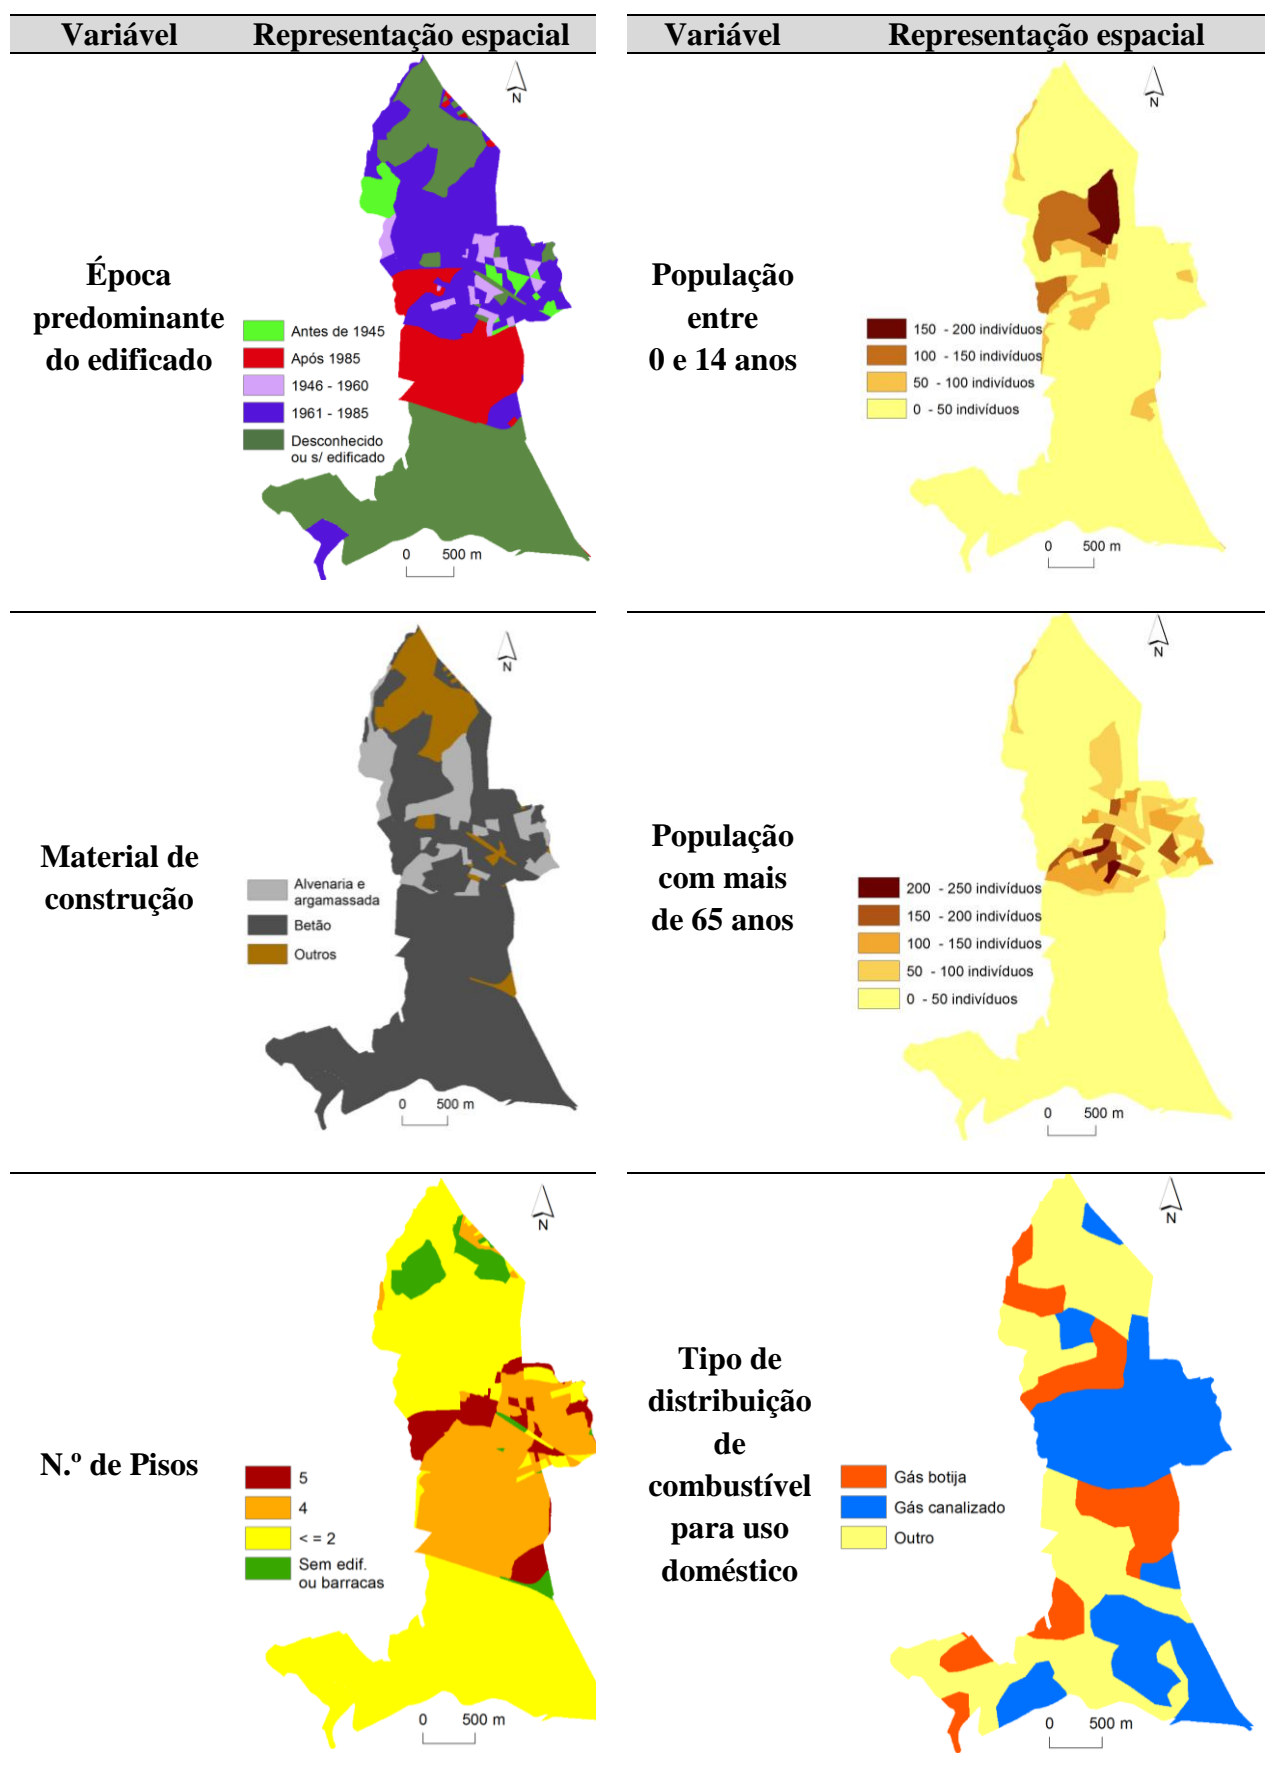 Variável Representação espacial
Variável Representação espacial
Época
predominante
do edificado
Antes de 1945
Após 1985
1946 - 1960
1961 - 1985
Desconhecido
ou s/ edificado
N
0 500 m
População
entre
0 e 14 anos
150 - 200 indivíduos
100 - 150 indivíduos
50 - 100 indivíduos
0 - 50 indivíduos
N
0 500 m
Material de
construção
Alvenaria e
argamassada
Betão
Outros
N
0 500 m
População
com mais
de 65 anos
200 - 250 indivíduos
150 - 200 indivíduos
100 - 150 indivíduos
50 - 100 indivíduos
0 - 50 indivíduos
N
0 500 m
N.º de Pisos
5
4
< = 2
Sem edif.
ou barracas
N
0 500 m
Tipo de
distribuição
de
combustível
para uso
doméstico
Gás botija
Gás canalizado
Outro
N
0 500 m